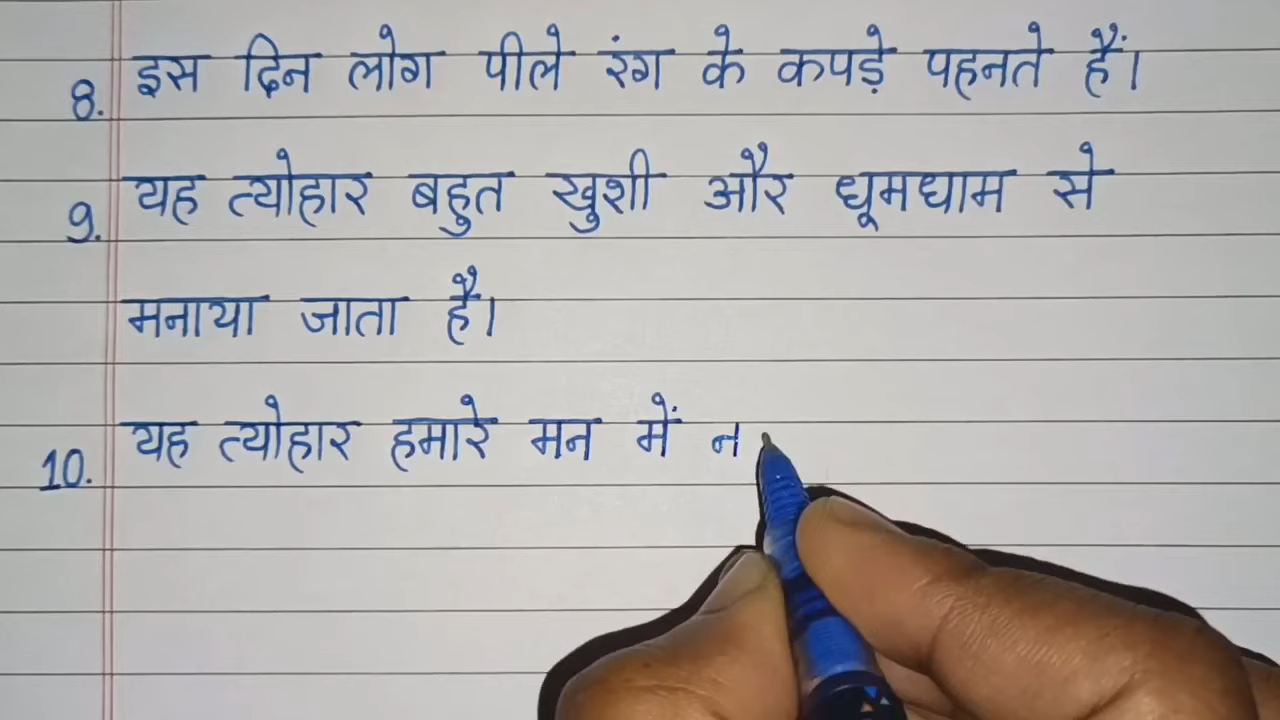 8. इस दिन लोग पीले रंग के कपड़े पहनते हैं।
9. यह त्योहार बहुत खुशी और धूमधाम से
मनाया जाता है।
10. यह त्योहार हमारे मन में न